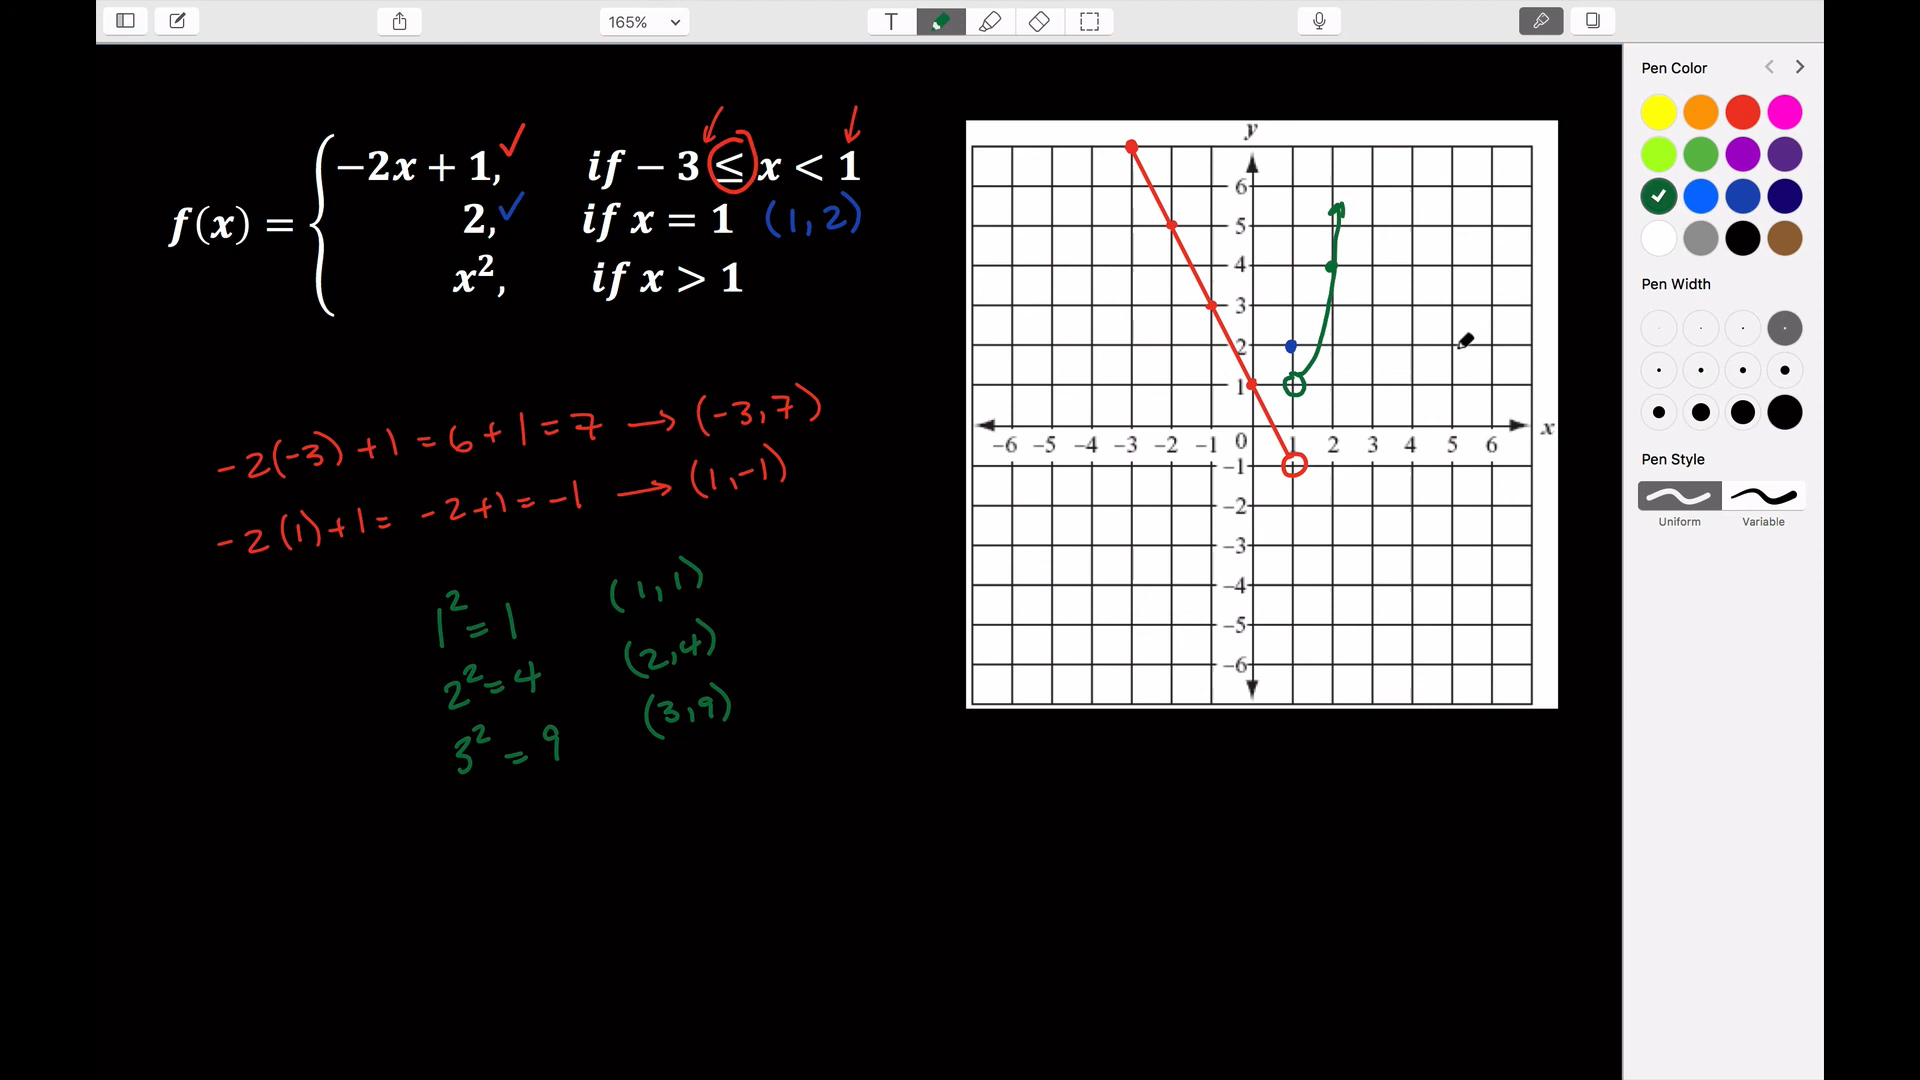 T
165%
Pen Color
Pen Width
Pen Style
Uniform Variable
f(x) = { −2x + 1, ✓ if − 3 ≤ x < 1
2, ✓ if x = 1 (1,2)
x², if x > 1
-2(-3)+1 = 6+1 = 7 → (-3,7)
-2(1)+1= -2+1= -1 → (1,-1)
1² = 1 (1,1)
2² = 4 (2,4)
3² = 9 (3,9)
y
6
5
4
3
2
1
−6 −5 −4 −3 −2 −1 0 1 2 3 4 5 6 x
−1
−2
−3
−4
−5
−6